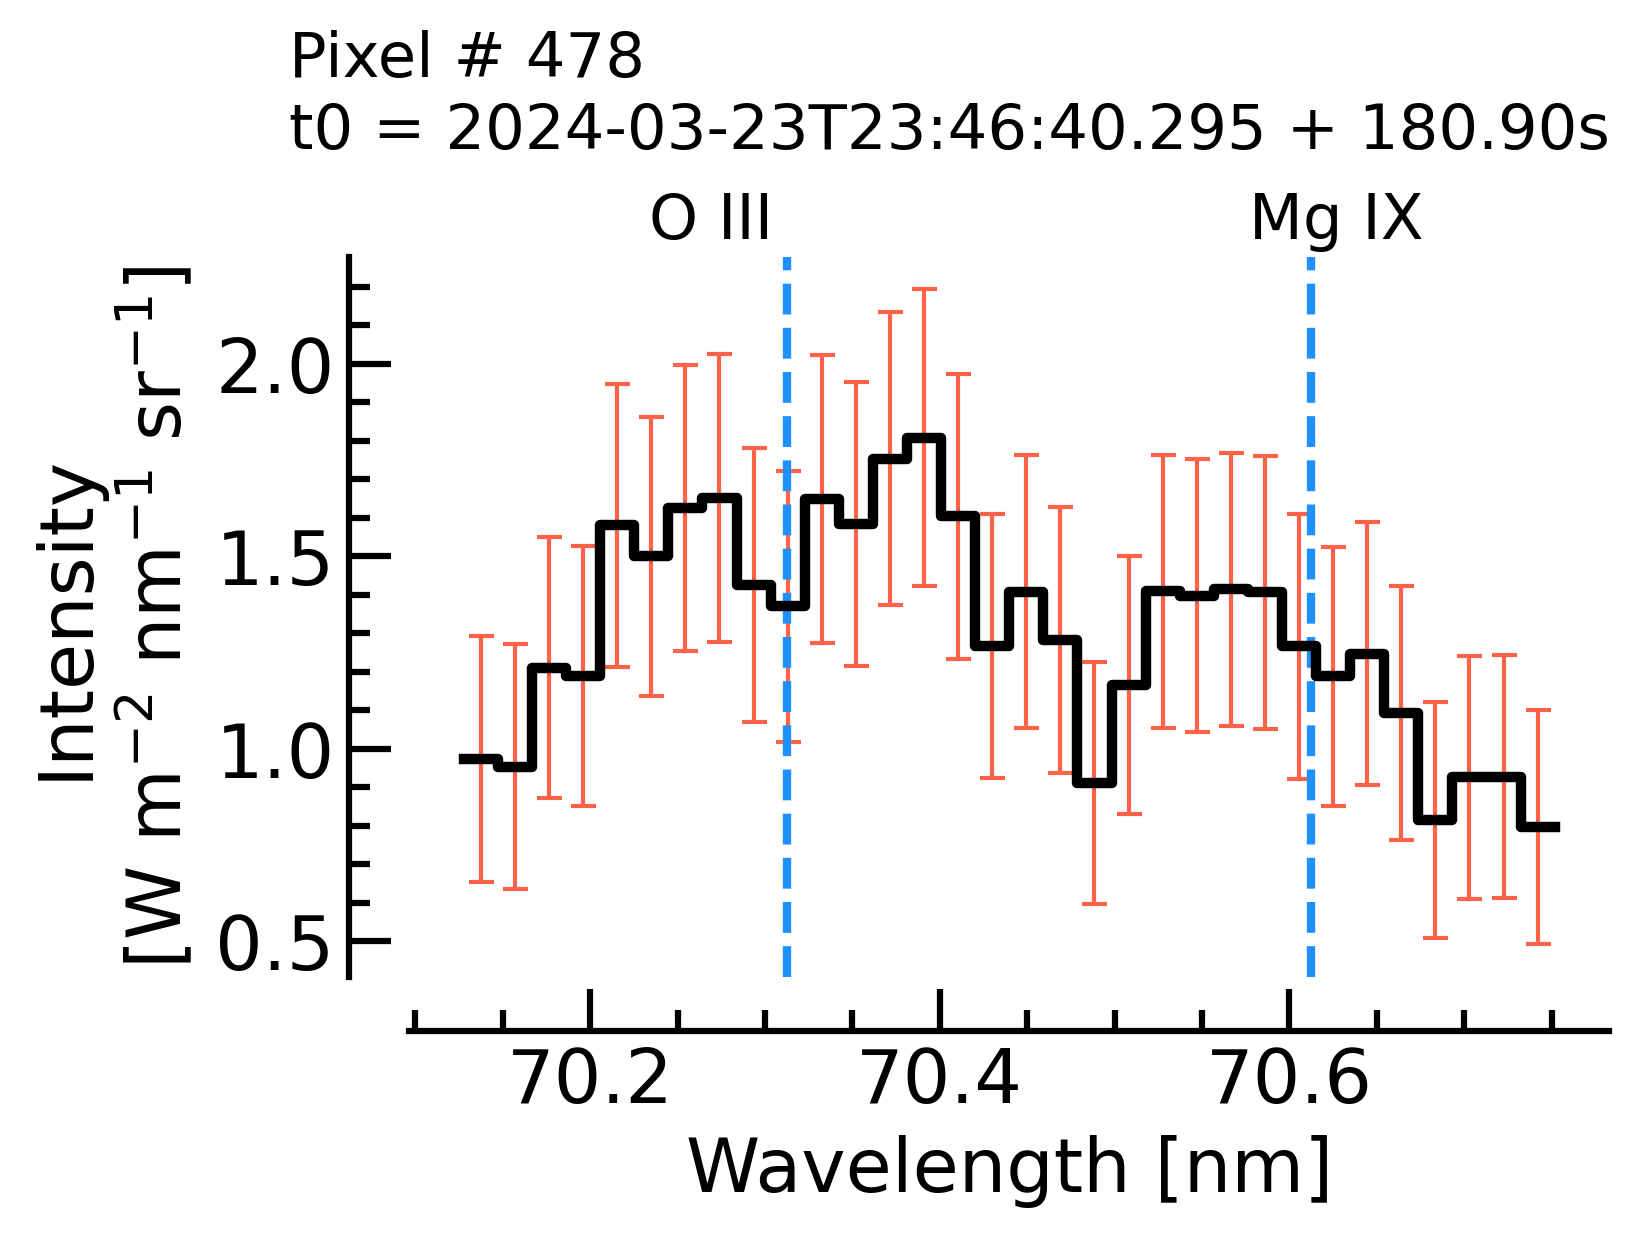 Pixel # 478
t0 = 2024-03-23T23:46:40.295 + 180.90s
O III Mg IX
Intensity
[W m⁻² nm⁻¹ sr⁻¹]
2.0
1.5
1.0
0.5
70.2 70.4 70.6
Wavelength [nm]